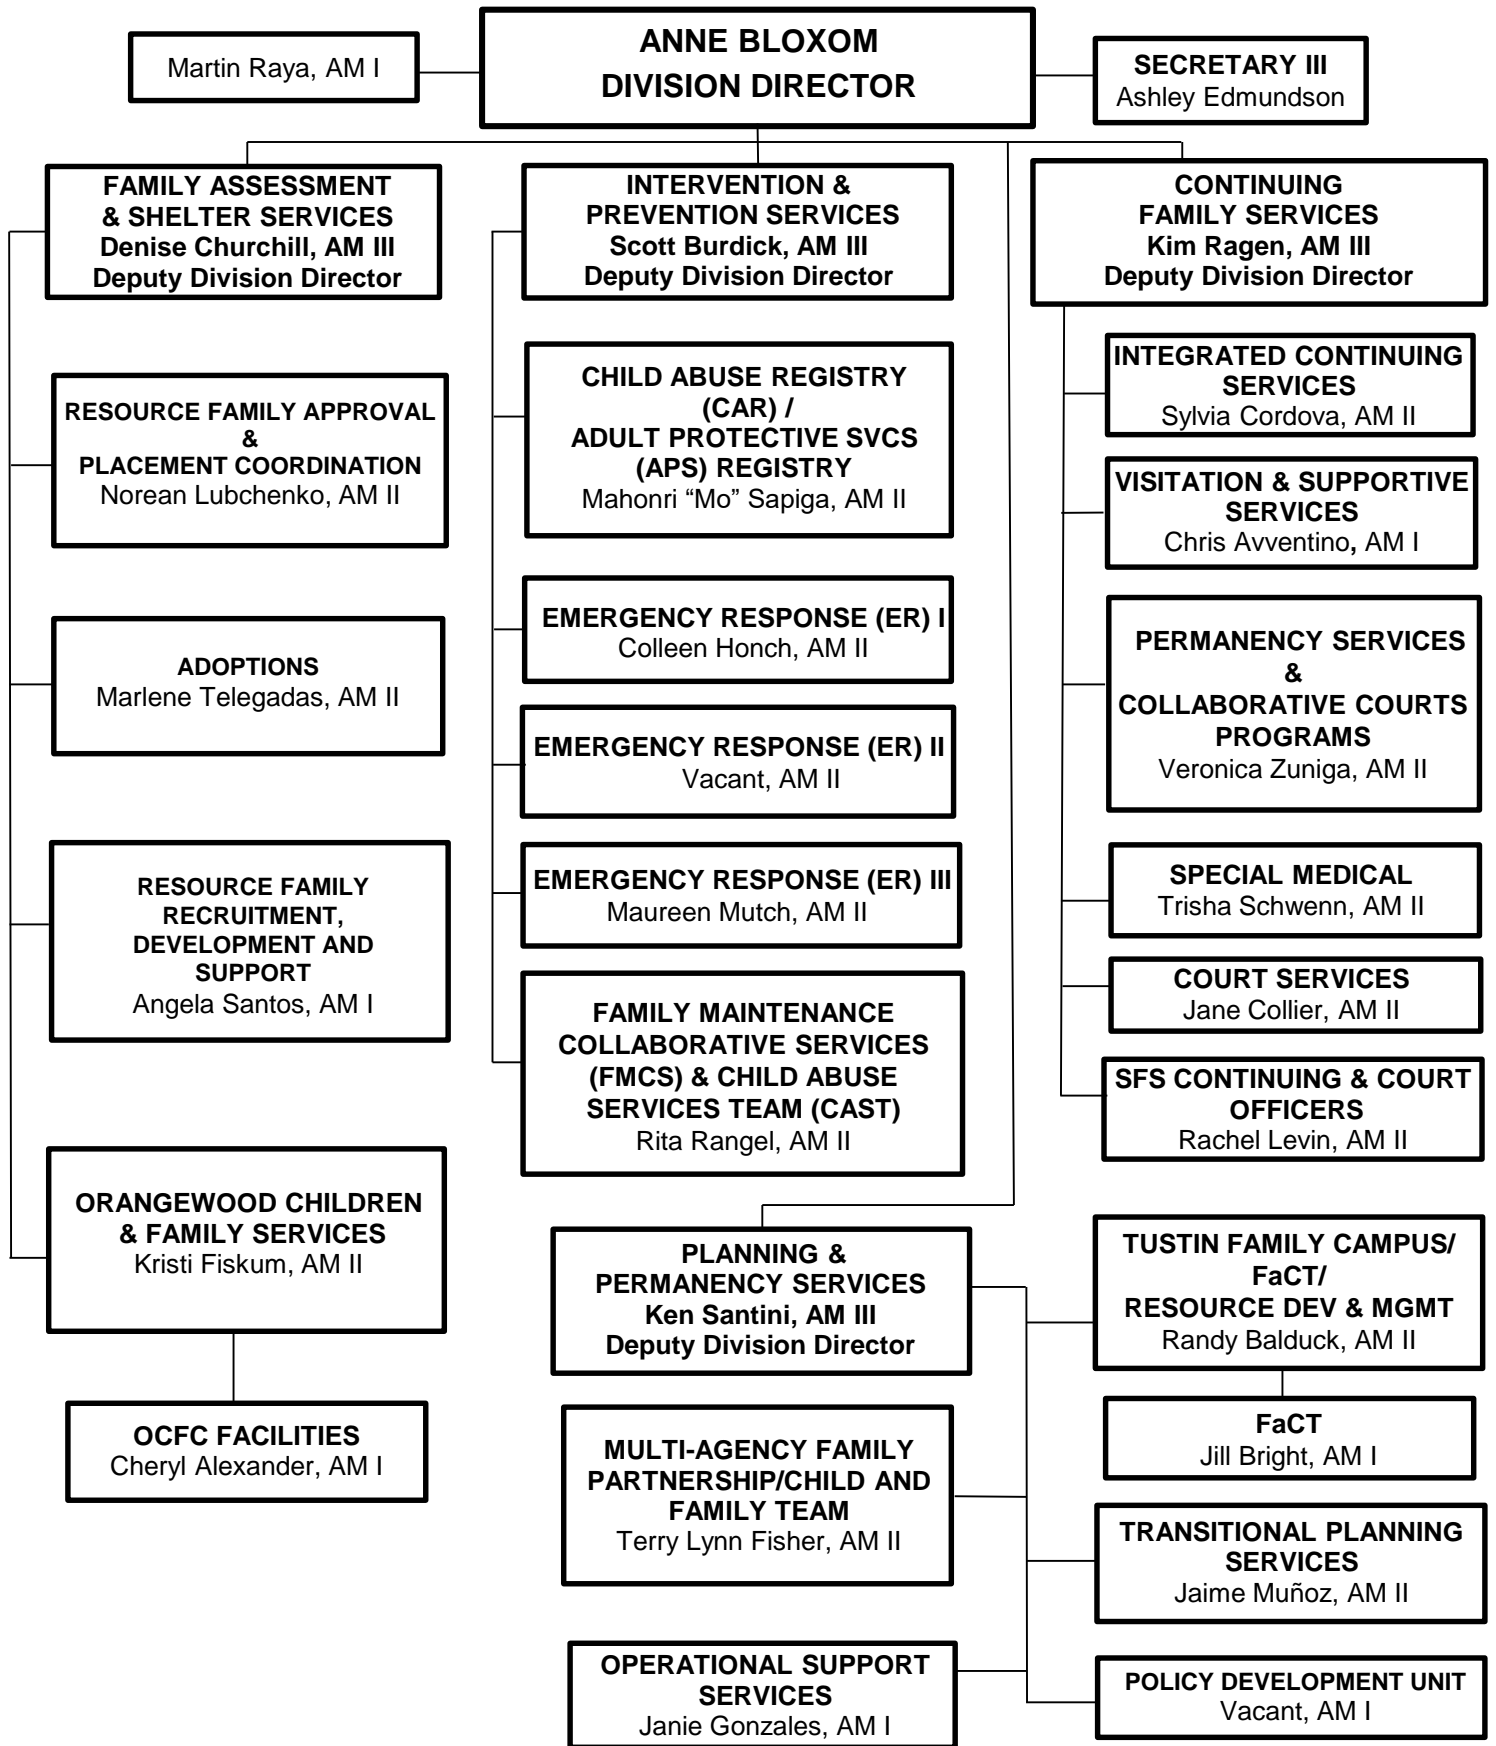 Martin Raya, AM I
ANNE BLOXOM
DIVISION DIRECTOR
SECRETARY III
Ashley Edmundson
FAMILY ASSESSMENT
& SHELTER SERVICES
Denise Churchill, AM III
Deputy Division Director
RESOURCE FAMILY APPROVAL
&
PLACEMENT COORDINATION
Norean Lubchenko, AM II
ADOPTIONS
Marlene Telegadas, AM II
RESOURCE FAMILY
RECRUITMENT,
DEVELOPMENT AND
SUPPORT
Angela Santos, AM I
ORANGEWOOD CHILDREN
& FAMILY SERVICES
Kristi Fiskum, AM II
OCFC FACILITIES
Cheryl Alexander, AM I
INTERVENTION &
PREVENTION SERVICES
Scott Burdick, AM III
Deputy Division Director
CHILD ABUSE REGISTRY
(CAR) /
ADULT PROTECTIVE SVCS
(APS) REGISTRY
Mahonri “Mo” Sapiga, AM II
EMERGENCY RESPONSE (ER) I
Colleen Honch, AM II
EMERGENCY RESPONSE (ER) II
Vacant, AM II
EMERGENCY RESPONSE (ER) III
Maureen Mutch, AM II
FAMILY MAINTENANCE
COLLABORATIVE SERVICES
(FMCS) & CHILD ABUSE
SERVICES TEAM (CAST)
Rita Rangel, AM II
CONTINUING
FAMILY SERVICES
Kim Ragen, AM III
Deputy Division Director
INTEGRATED CONTINUING
SERVICES
Sylvia Cordova, AM II
VISITATION & SUPPORTIVE
SERVICES
Chris Avventino, AM I
PERMANENCY SERVICES
&
COLLABORATIVE COURTS
PROGRAMS
Veronica Zuniga, AM II
SPECIAL MEDICAL
Trisha Schwenn, AM II
COURT SERVICES
Jane Collier, AM II
SFS CONTINUING & COURT
OFFICERS
Rachel Levin, AM II
PLANNING &
PERMANENCY SERVICES
Ken Santini, AM III
Deputy Division Director
MULTI-AGENCY FAMILY
PARTNERSHIP/CHILD AND
FAMILY TEAM
Terry Lynn Fisher, AM II
OPERATIONAL SUPPORT
SERVICES
Janie Gonzales, AM I
TUSTIN FAMILY CAMPUS/
FaCT/
RESOURCE DEV & MGMT
Randy Balduck, AM II
FaCT
Jill Bright, AM I
TRANSITIONAL PLANNING
SERVICES
Jaime Muñoz, AM II
POLICY DEVELOPMENT UNIT
Vacant, AM I